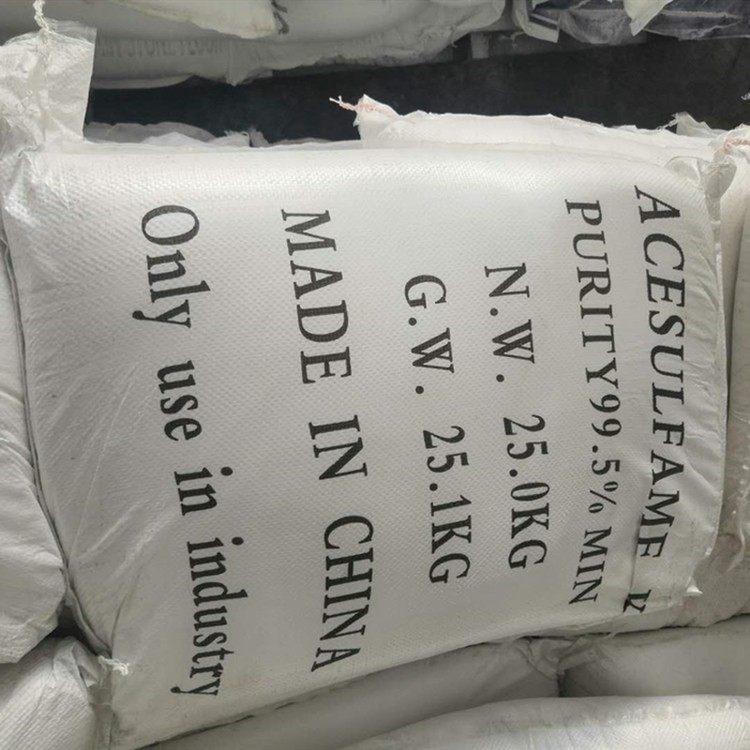 ACESULFAME K
PURITY99.5% MIN
N.W. 25.0KG
G.W. 25.1KG
MADE IN CHINA
Only use in industry